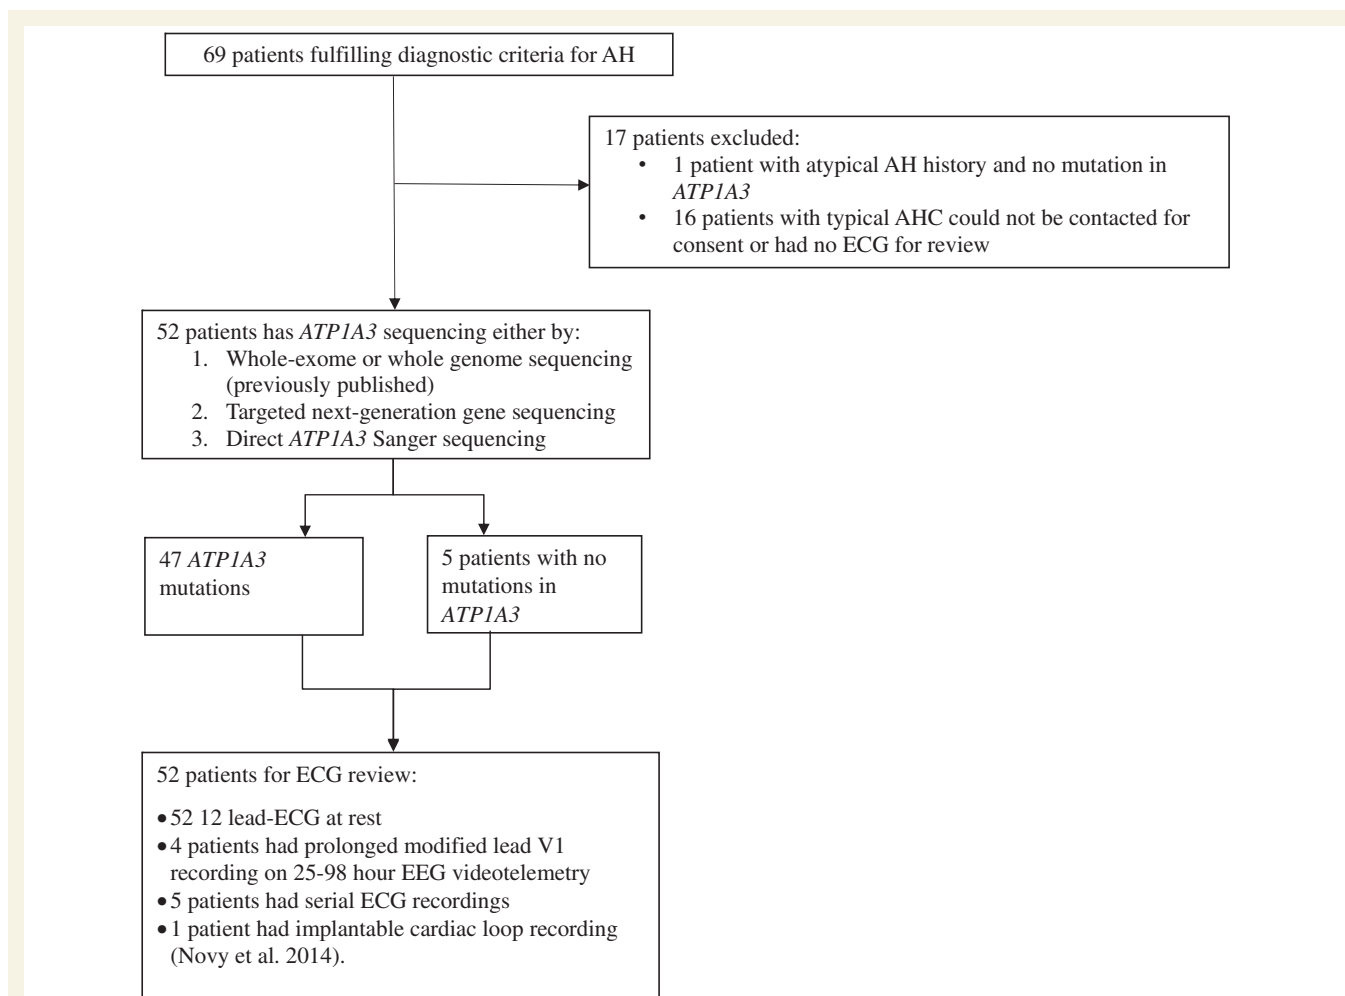 69 patients fulfilling diagnostic criteria for AH
17 patients excluded:
• 1 patient with atypical AH history and no mutation in
ATP1A3
• 16 patients with typical AHC could not be contacted for
consent or had no ECG for review
52 patients has ATP1A3 sequencing either by:
1. Whole-exome or whole genome sequencing
(previously published)
2. Targeted next-generation gene sequencing
3. Direct ATP1A3 Sanger sequencing
47 ATP1A3
mutations
5 patients with no
mutations in
ATP1A3
52 patients for ECG review:
• 52 12 lead-ECG at rest
• 4 patients had prolonged modified lead V1
recording on 25-98 hour EEG videotelemetry
• 5 patients had serial ECG recordings
• 1 patient had implantable cardiac loop recording
(Novy et al. 2014).